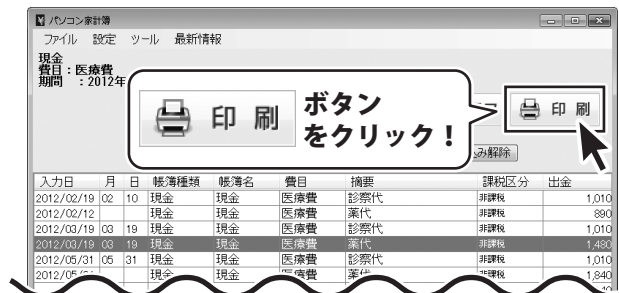 パソコン家計簿
ファイル 設定 ツール 最新情報
現金
費目：医療費
期間 ：2012年
印刷 ボタン
をクリック！
印刷
み解除
入力日 月 日 帳簿種類 帳簿名 費目 摘要 課税区分 出金
2012/02/19 02 10 現金 現金 医療費 診察代 非課税 1,010
2012/02/12 現金 現金 医療費 薬代 非課税 890
2012/03/19 03 19 現金 現金 医療費 診察代 非課税 1,010
2012/03/19 03 19 現金 現金 医療費 薬代 非課税 1,480
2012/05/31 05 31 現金 現金 医療費 診察代 非課税 1,010
2012/05 現金 現金 医療費 薬代 非課税 1,840